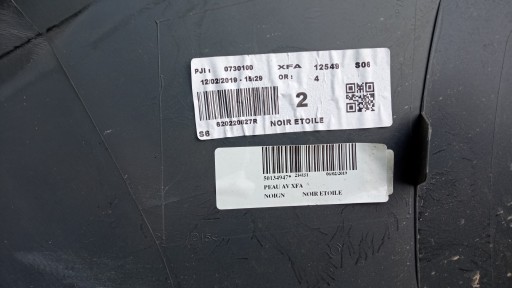 PJI : 0730100 XFA 12549 S06
12/02/2019 - 15:29 OR : 4
2
620220827R NOIR ETOILE
S6
50134947*
PEAU AV XFA
NOIGN NOIR ETOILE